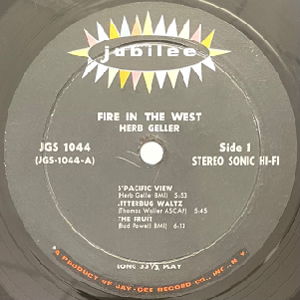 jubilee
FIRE IN THE WEST
HERB GELLER
JGS 1044
(JGS-1044-A)
Side 1
STEREO SONIC HI-FI
S'PACIFIC VIEW
(Herb Geller BMI) 5:53
JITTERBUG WALTZ
(Thomas Waller ASCAP) 5:45
THE FRUIT
(Bud Powell BMI) 6:13
LONG 33⅓ PLAY
A PRODUCT OF JAY-GEE RECORD CO., INC., N.Y.